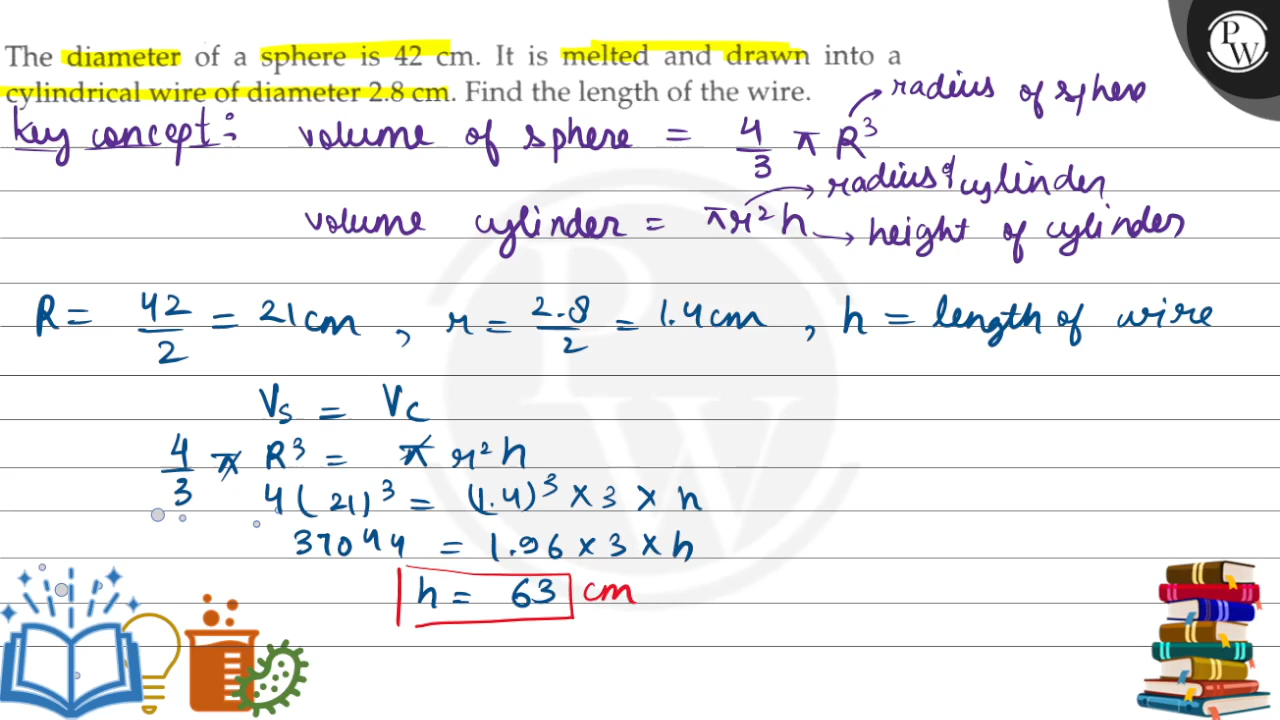 The diameter of a sphere is 42 cm. It is melted and drawn into a
cylindrical wire of diameter 2.8 cm. Find the length of the wire.
PW
key concept: volume of sphere = 4/3 π R³ → radius of sphere
volume cylinder = πr²h → radius of cylinder → height of cylinder
R = 42/2 = 21 cm, r = 2.8/2 = 1.4 cm, h = length of wire
Vs = Vc
4/3 π R³ = π r² h
4(21)³ = (1.4)³ × 3 × h
37044 = 1.96 × 3 × h
h = 63 cm
PW